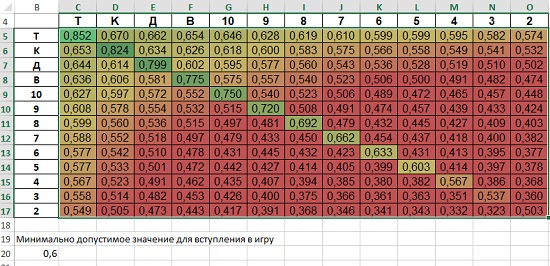 B C D E F G H I J K L M N O
4 Т К Д В 10 9 8 7 6 5 4 3 2
5 Т 0,852 0,670 0,662 0,654 0,646 0,628 0,619 0,610 0,599 0,599 0,595 0,582 0,574
6 К 0,653 0,824 0,634 0,626 0,618 0,600 0,583 0,575 0,566 0,558 0,549 0,541 0,532
7 Д 0,644 0,614 0,799 0,602 0,595 0,577 0,560 0,543 0,536 0,528 0,519 0,510 0,502
8 В 0,636 0,606 0,581 0,775 0,575 0,557 0,540 0,523 0,506 0,500 0,491 0,482 0,474
9 10 0,627 0,597 0,572 0,552 0,750 0,540 0,523 0,506 0,489 0,472 0,465 0,457 0,448
10 9 0,608 0,578 0,554 0,532 0,515 0,720 0,508 0,491 0,474 0,457 0,439 0,433 0,424
11 8 0,599 0,560 0,536 0,515 0,497 0,481 0,692 0,479 0,432 0,445 0,427 0,409 0,403
12 7 0,588 0,552 0,518 0,497 0,479 0,433 0,450 0,662 0,454 0,437 0,418 0,400 0,382
13 6 0,577 0,542 0,510 0,478 0,431 0,445 0,432 0,423 0,633 0,431 0,413 0,395 0,377
14 5 0,577 0,533 0,501 0,472 0,442 0,427 0,414 0,405 0,399 0,603 0,414 0,397 0,378
15 4 0,567 0,523 0,491 0,462 0,435 0,407 0,394 0,385 0,380 0,382 0,567 0,386 0,368
16 3 0,558 0,514 0,482 0,453 0,426 0,400 0,375 0,366 0,361 0,363 0,351 0,537 0,360
17 2 0,549 0,505 0,473 0,443 0,417 0,391 0,368 0,346 0,341 0,343 0,332 0,323 0,503
18
19 Минимально допустимое значение для вступления в игру
20 0,6